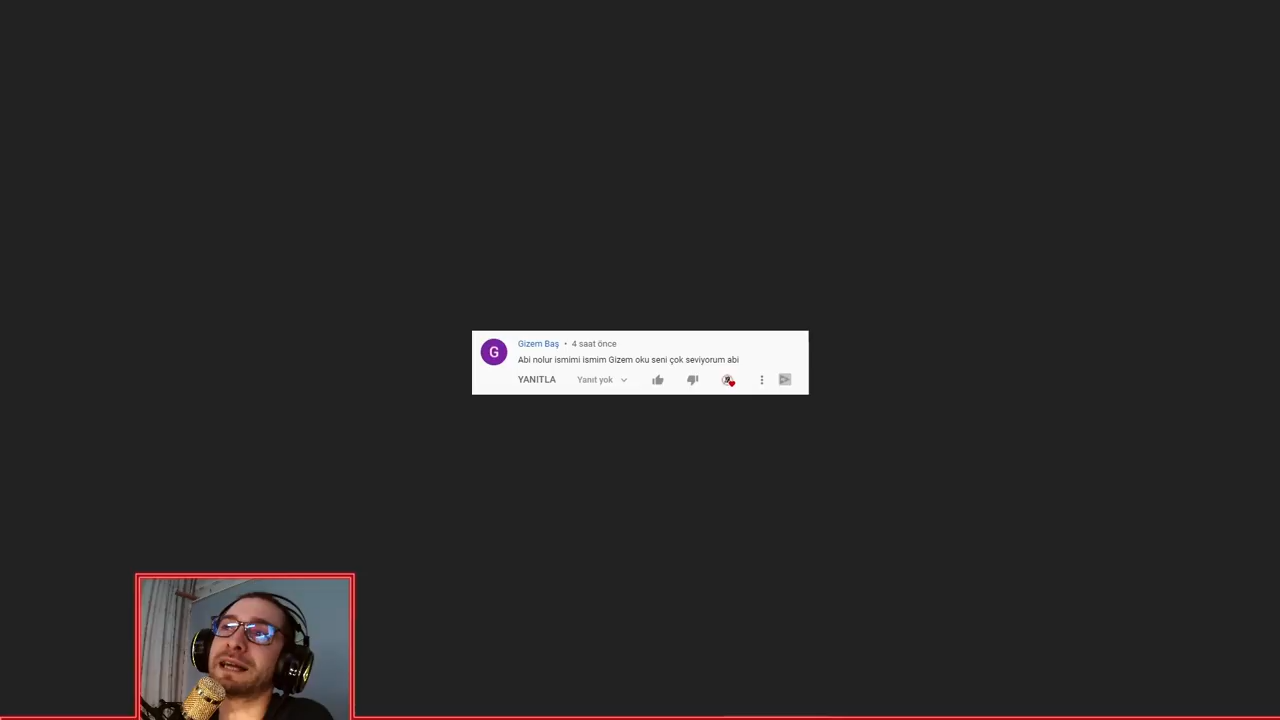 G
Gizem Baş • 4 saat önce
Abi nolur ismimi ismim Gizem oku seni çok seviyorum abi
YANITLA Yanıt yok